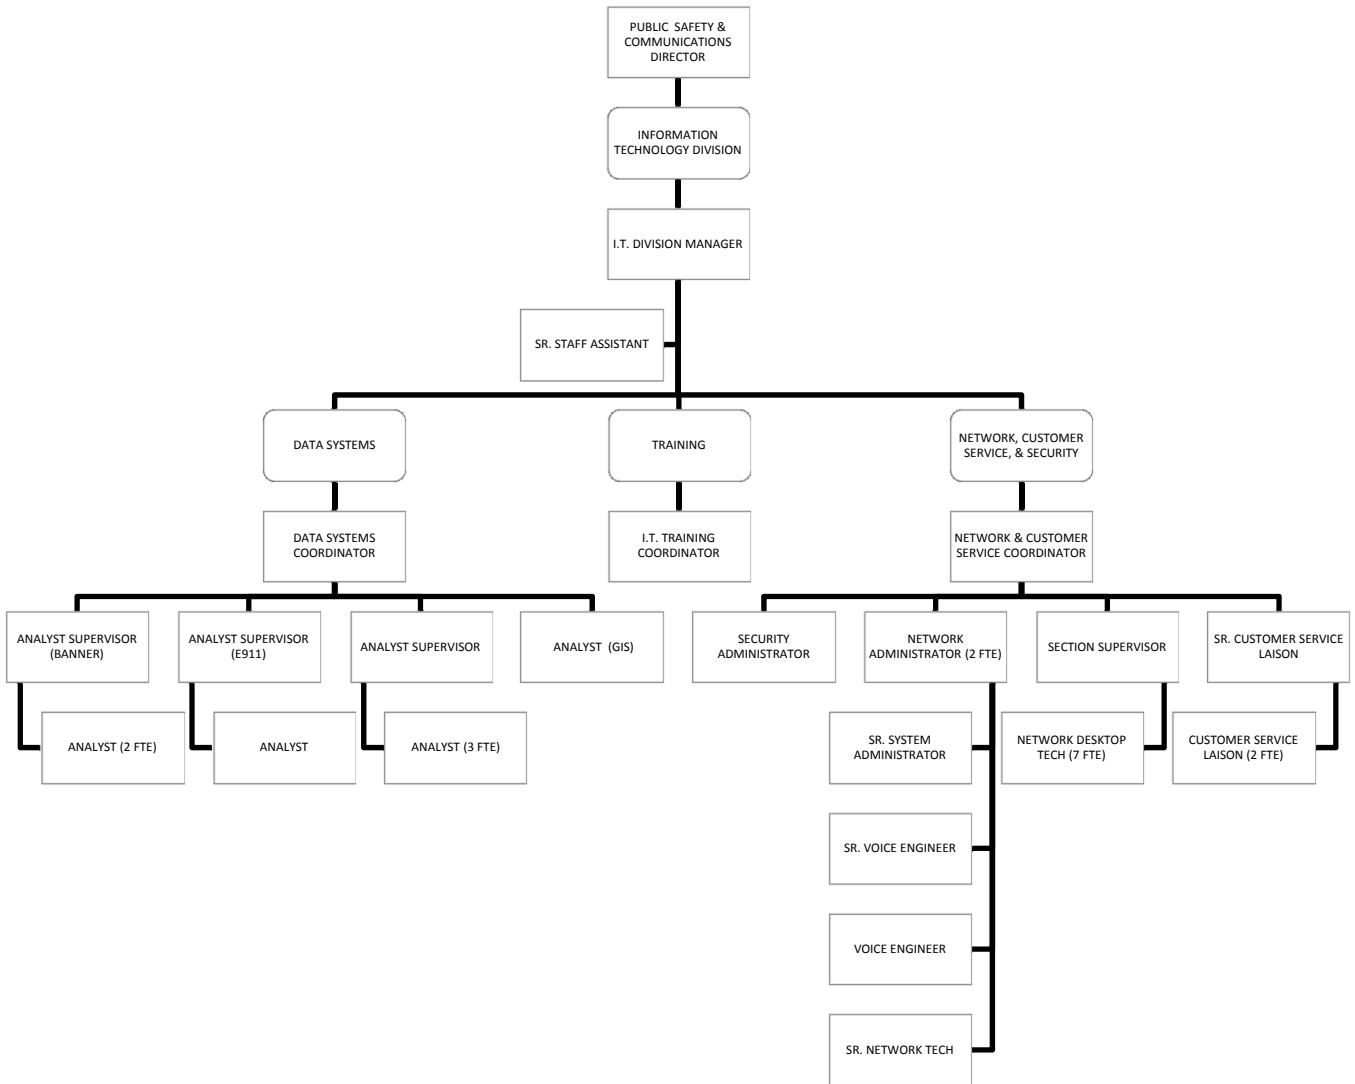 PUBLIC  SAFETY &
COMMUNICATIONS
DIRECTOR
INFORMATION
TECHNOLOGY DIVISION
I.T. DIVISION MANAGER
SR. STAFF ASSISTANT
DATA SYSTEMS
TRAINING
NETWORK, CUSTOMER
SERVICE, & SECURITY
DATA SYSTEMS
COORDINATOR
I.T. TRAINING
COORDINATOR
NETWORK & CUSTOMER
SERVICE COORDINATOR
ANALYST SUPERVISOR
(BANNER)
ANALYST SUPERVISOR
(E911)
ANALYST SUPERVISOR
ANALYST  (GIS)
SECURITY
ADMINISTRATOR
NETWORK
ADMINISTRATOR (2 FTE)
SECTION SUPERVISOR
SR. CUSTOMER SERVICE
LAISON
ANALYST (2 FTE)
ANALYST
ANALYST (3 FTE)
SR. SYSTEM
ADMINISTRATOR
NETWORK DESKTOP
TECH (7 FTE)
CUSTOMER SERVICE
LAISON (2 FTE)
SR. VOICE ENGINEER
VOICE ENGINEER
SR. NETWORK TECH